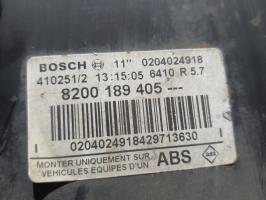 BOSCH 11" 0204024918
410251/2 13:15:05 6410 R 5.7
8200 189 405 ---
0204024918429713630
MONTER UNIQUEMENT SUR ABS
VEHICULES EQUIPES D'UN